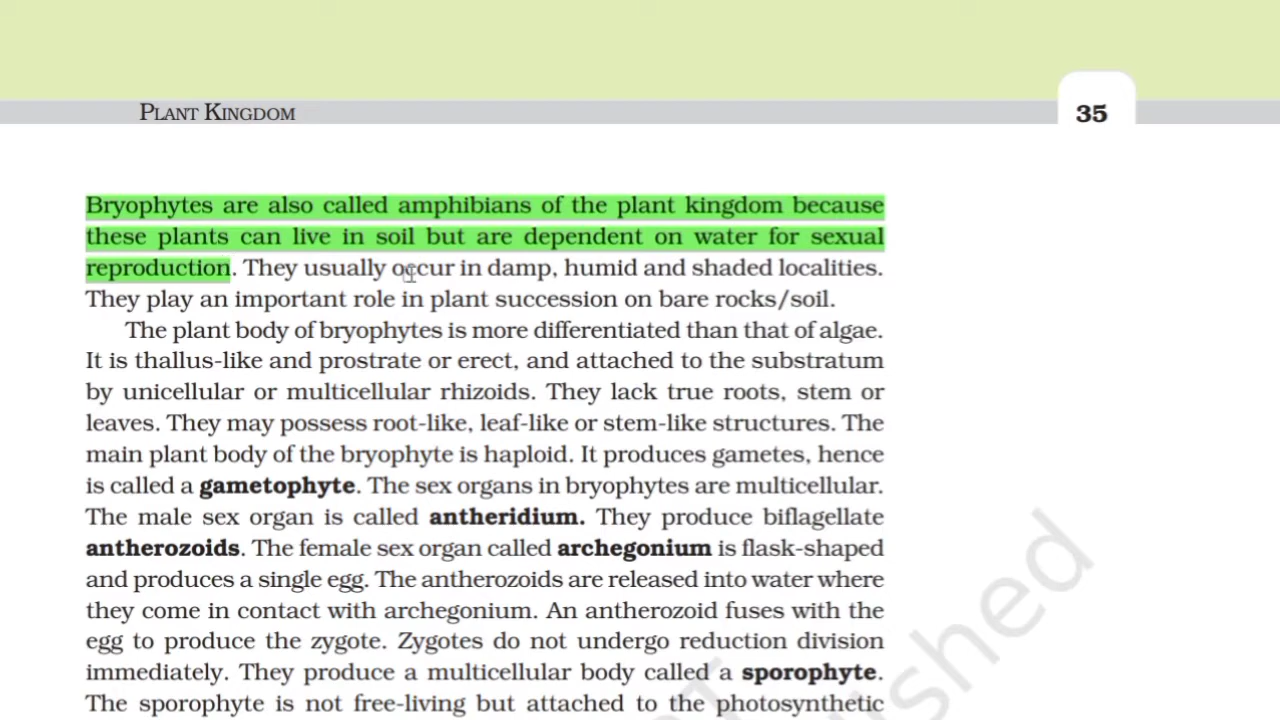 PLANT KINGDOM
35
Bryophytes are also called amphibians of the plant kingdom because
these plants can live in soil but are dependent on water for sexual
reproduction. They usually occur in damp, humid and shaded localities.
They play an important role in plant succession on bare rocks/soil.
The plant body of bryophytes is more differentiated than that of algae.
It is thallus-like and prostrate or erect, and attached to the substratum
by unicellular or multicellular rhizoids. They lack true roots, stem or
leaves. They may possess root-like, leaf-like or stem-like structures. The
main plant body of the bryophyte is haploid. It produces gametes, hence
is called a gametophyte. The sex organs in bryophytes are multicellular.
The male sex organ is called antheridium. They produce biflagellate
antherozoids. The female sex organ called archegonium is flask-shaped
and produces a single egg. The antherozoids are released into water where
they come in contact with archegonium. An antherozoid fuses with the
egg to produce the zygote. Zygotes do not undergo reduction division
immediately. They produce a multicellular body called a sporophyte.
The sporophyte is not free-living but attached to the photosynthetic